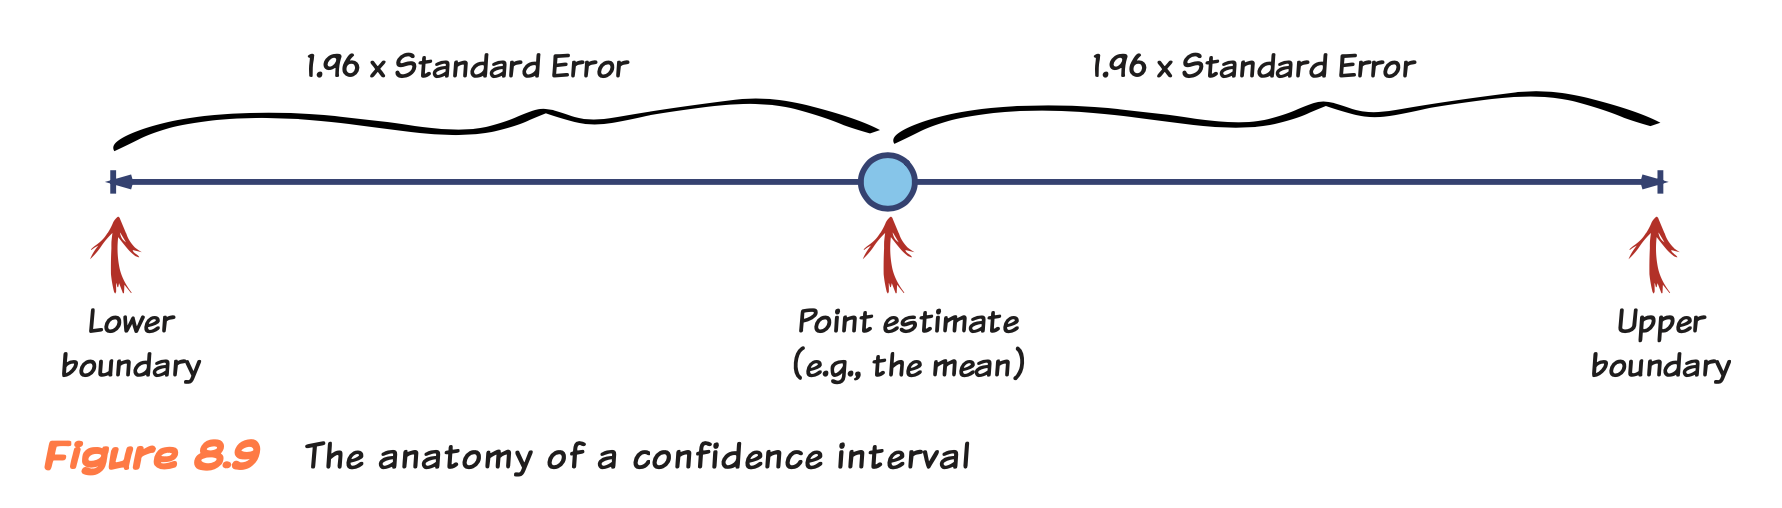 1.96 x Standard Error
1.96 x Standard Error
Lower
boundary
Point estimate
(e.g., the mean)
Upper
boundary
Figure 8.9 The anatomy of a confidence interval